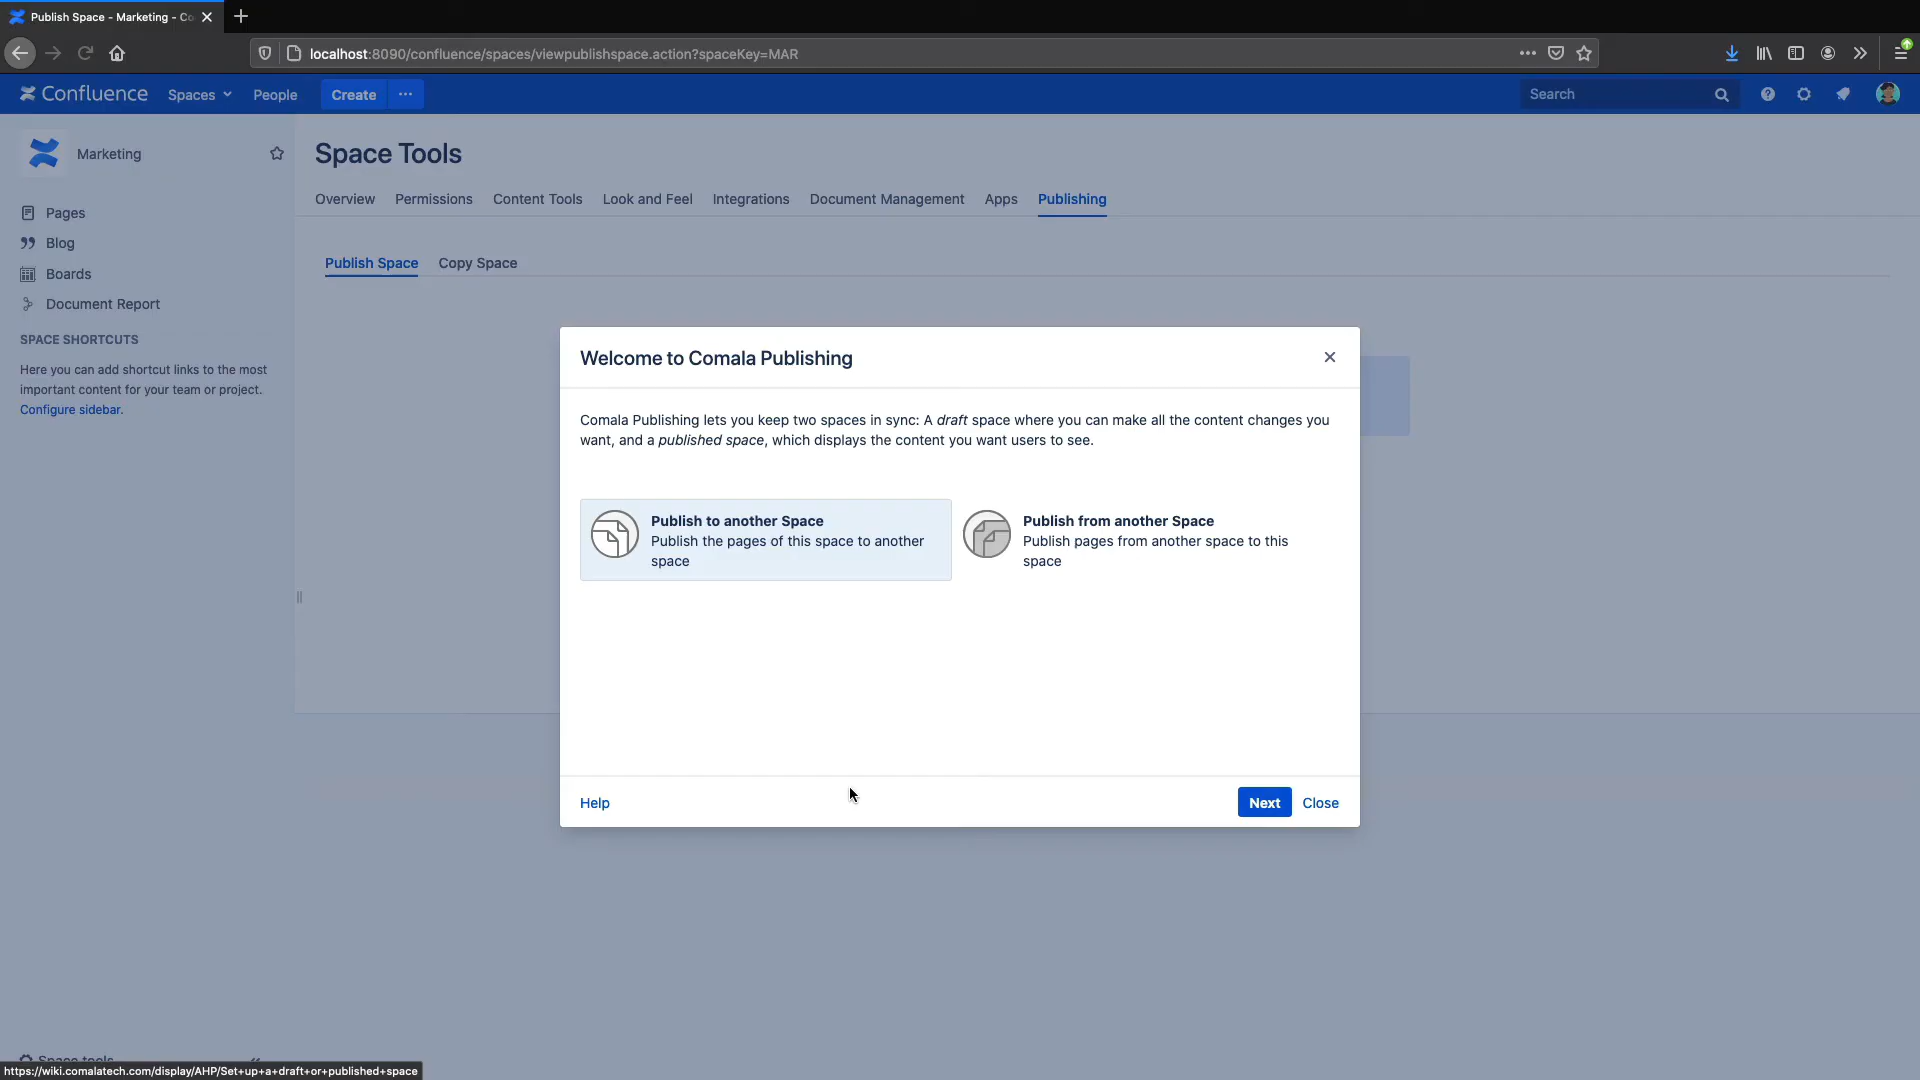 Publish Space - Marketing - Co
localhost:8090/confluence/spaces/viewpublishspace.action?spaceKey=MAR
Confluence
Spaces
People
Create
Search
Marketing
Pages
Blog
Boards
Document Report
SPACE SHORTCUTS
Here you can add shortcut links to the most
important content for your team or project.
Configure sidebar.
Space Tools
Overview
Permissions
Content Tools
Look and Feel
Integrations
Document Management
Apps
Publishing
Publish Space
Copy Space
Welcome to Comala Publishing
Comala Publishing lets you keep two spaces in sync: A draft space where you can make all the content changes you
want, and a published space, which displays the content you want users to see.
Publish to another Space
Publish the pages of this space to another
space
Publish from another Space
Publish pages from another space to this
space
Help
Next
Close
Space tools
https://wiki.comalatech.com/display/AHP/Set+up+a+draft+or+published+space